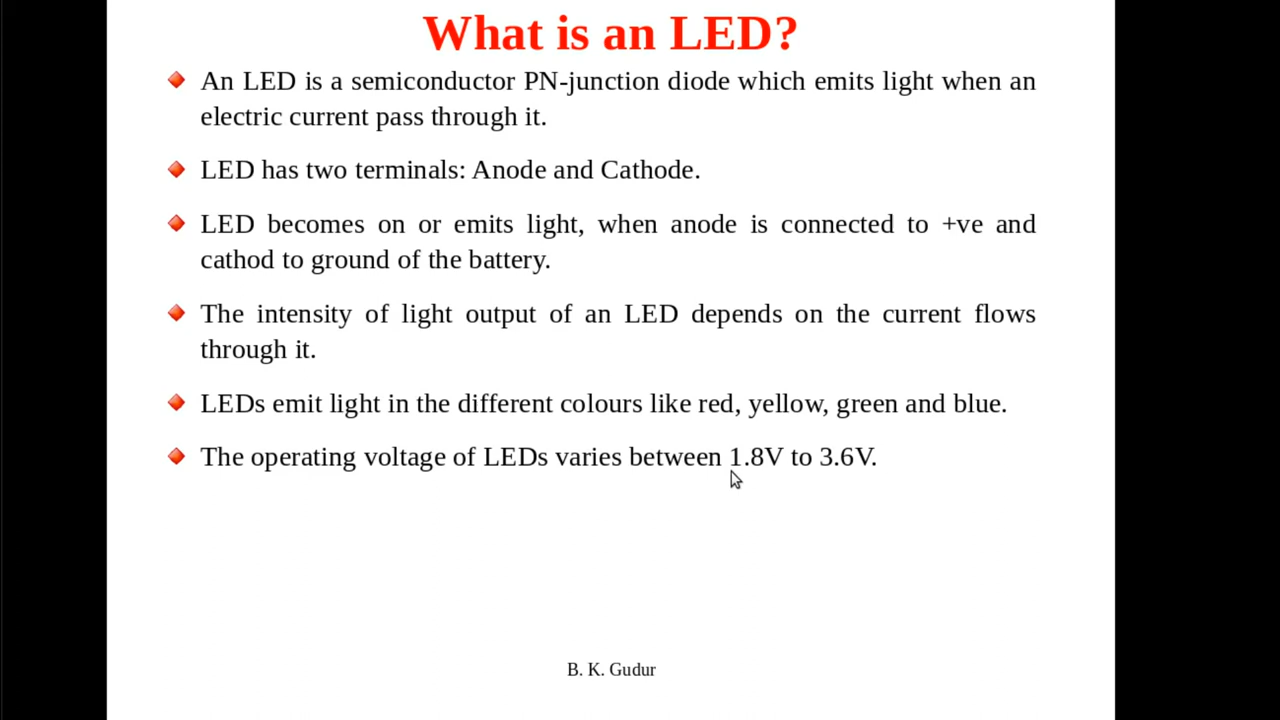 What is an LED?
An LED is a semiconductor PN-junction diode which emits light when an
electric current pass through it.
LED has two terminals: Anode and Cathode.
LED becomes on or emits light, when anode is connected to +ve and
cathod to ground of the battery.
The intensity of light output of an LED depends on the current flows
through it.
LEDs emit light in the different colours like red, yellow, green and blue.
The operating voltage of LEDs varies between 1.8V to 3.6V.
B. K. Gudur